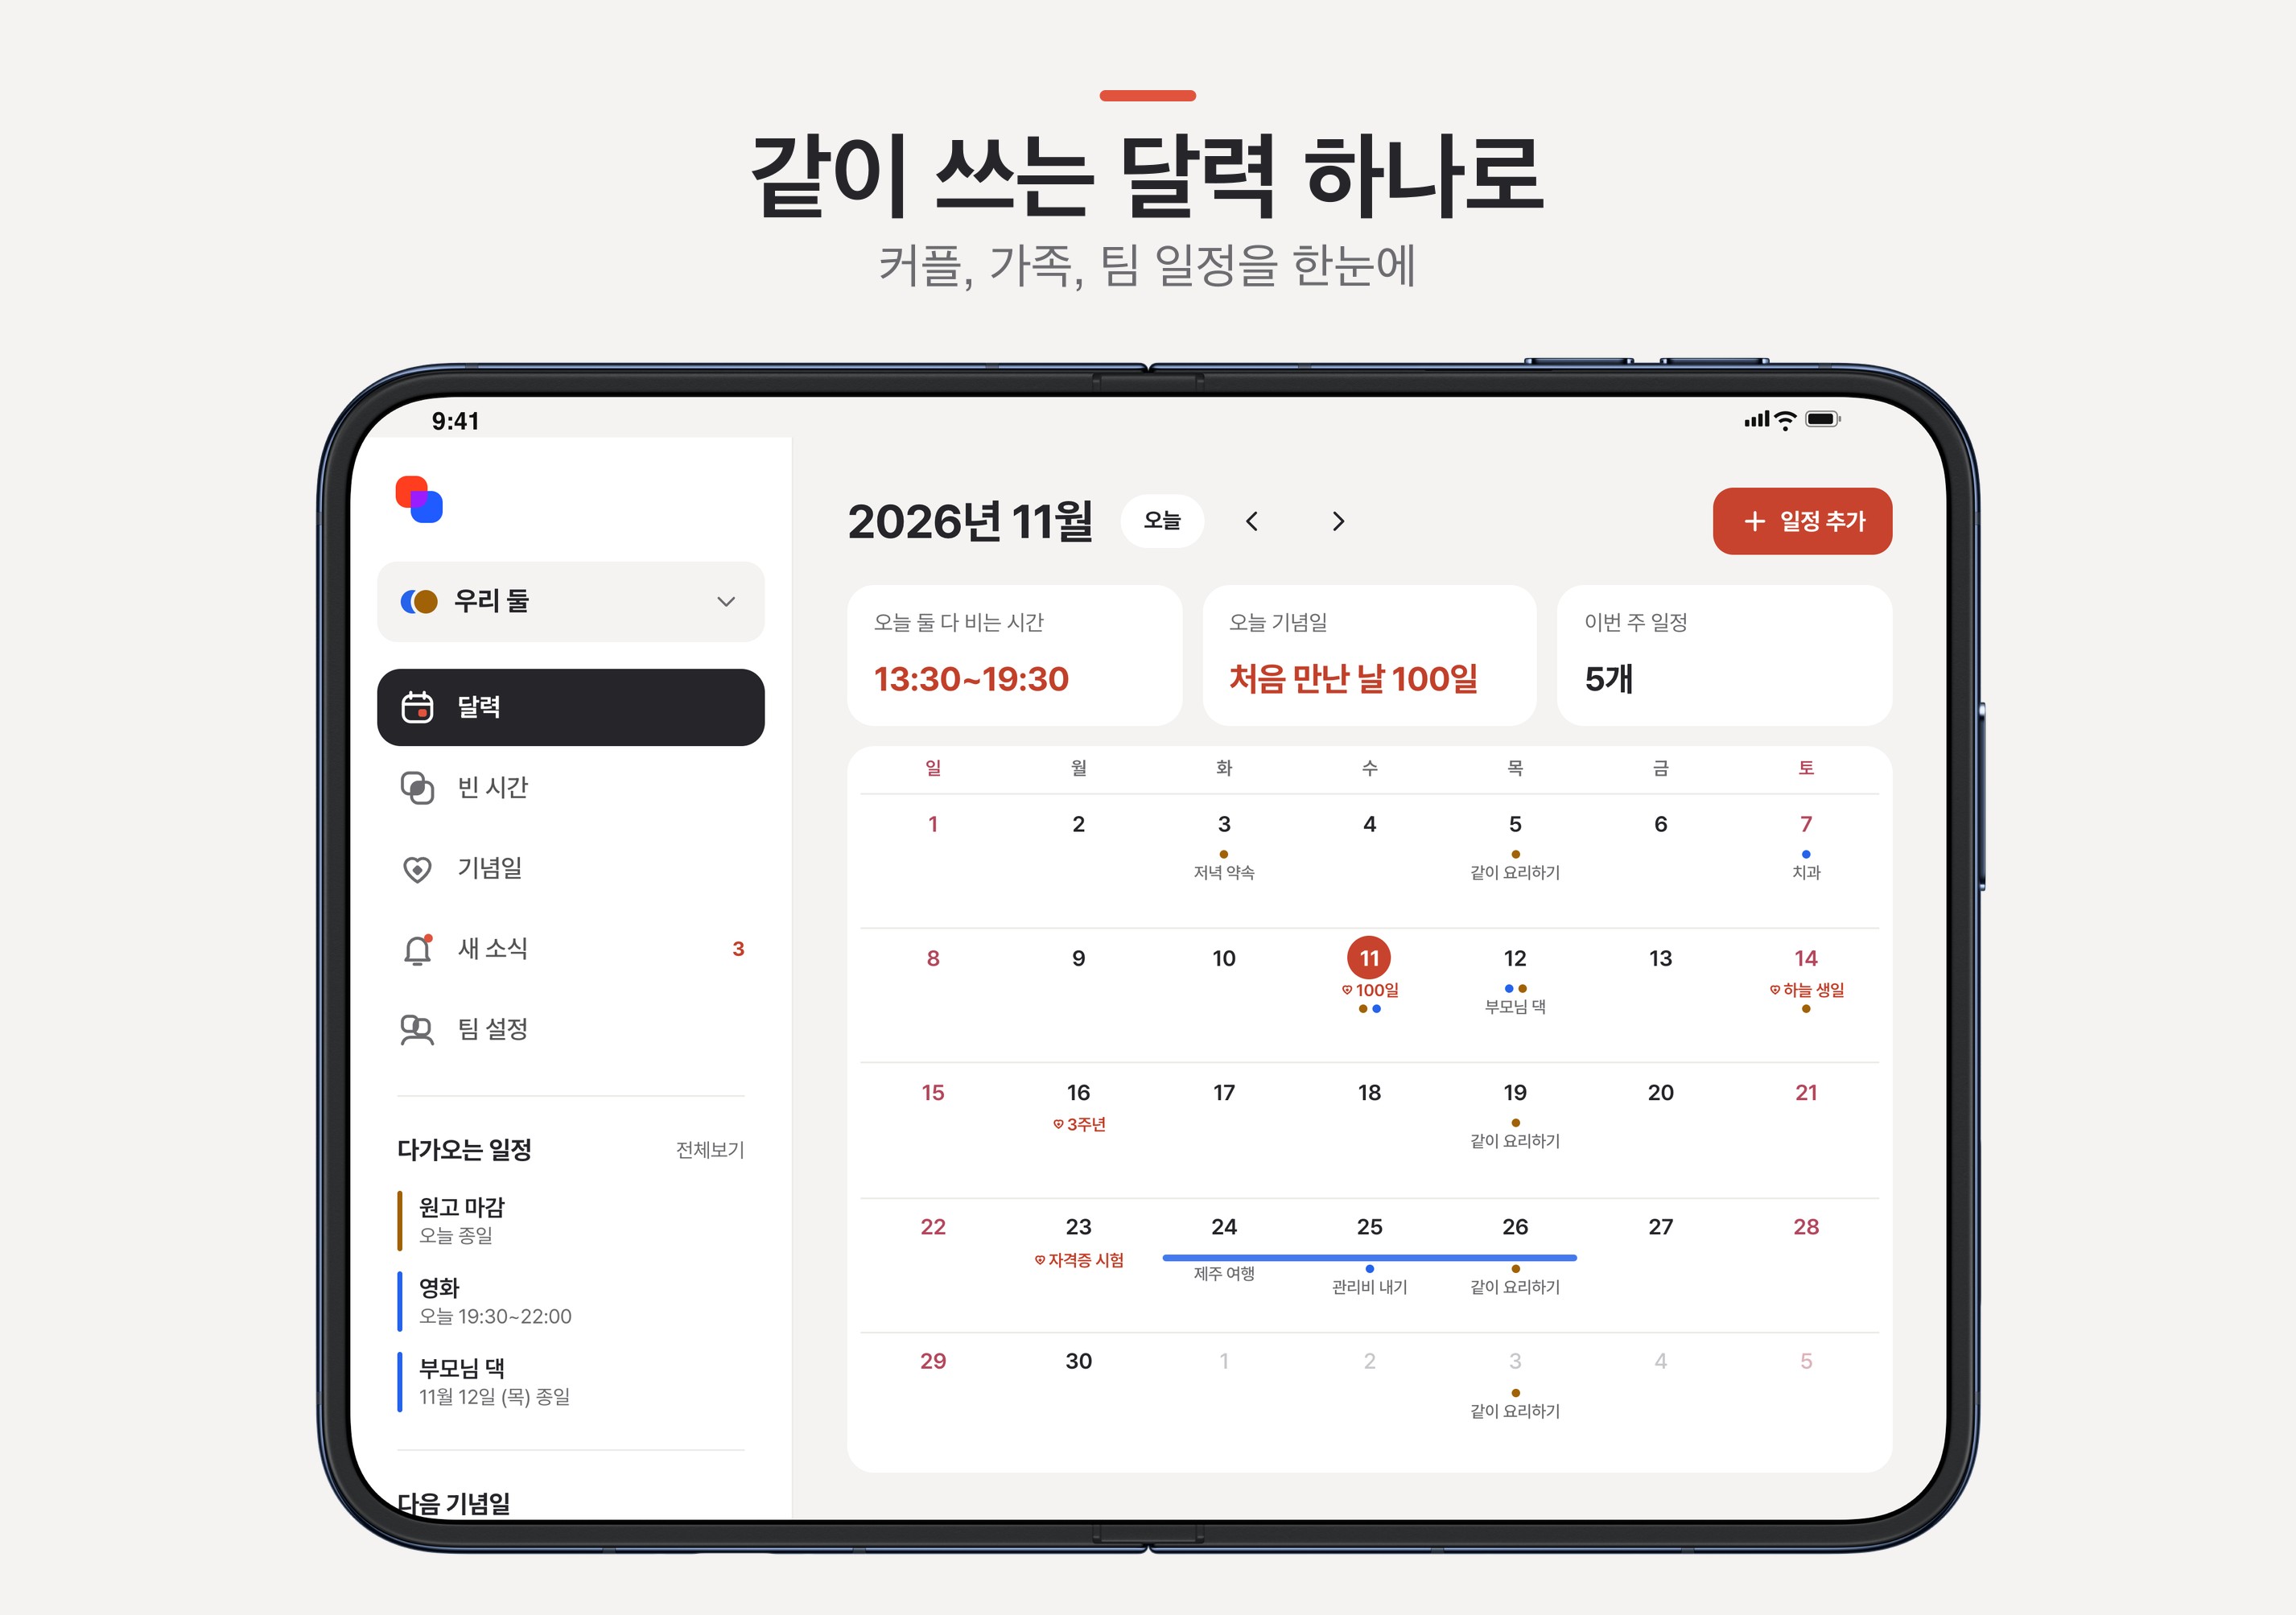 같이 쓰는 달력 하나로
커플, 가족, 팀 일정을 한눈에
9:41
우리 둘
달력
빈 시간
기념일
새 소식 3
팀 설정
다가오는 일정 전체보기
원고 마감
오늘 종일
영화
오늘 19:30~22:00
부모님 댁
11월 12일 (목) 종일
다음 기념일
2026년 11월 오늘
일정 추가
오늘 둘 다 비는 시간
13:30~19:30
오늘 기념일
처음 만난 날 100일
이번 주 일정
5개
일 월 화 수 목 금 토
1 2 3 4 5 6 7
저녁 약속 같이 요리하기 치과
8 9 10 11 12 13 14
100일 하늘 생일
부모님 댁
15 16 17 18 19 20 21
3주년
같이 요리하기
22 23 24 25 26 27 28
자격증 시험
제주 여행
관리비 내기 같이 요리하기
29 30 1 2 3 4 5
같이 요리하기